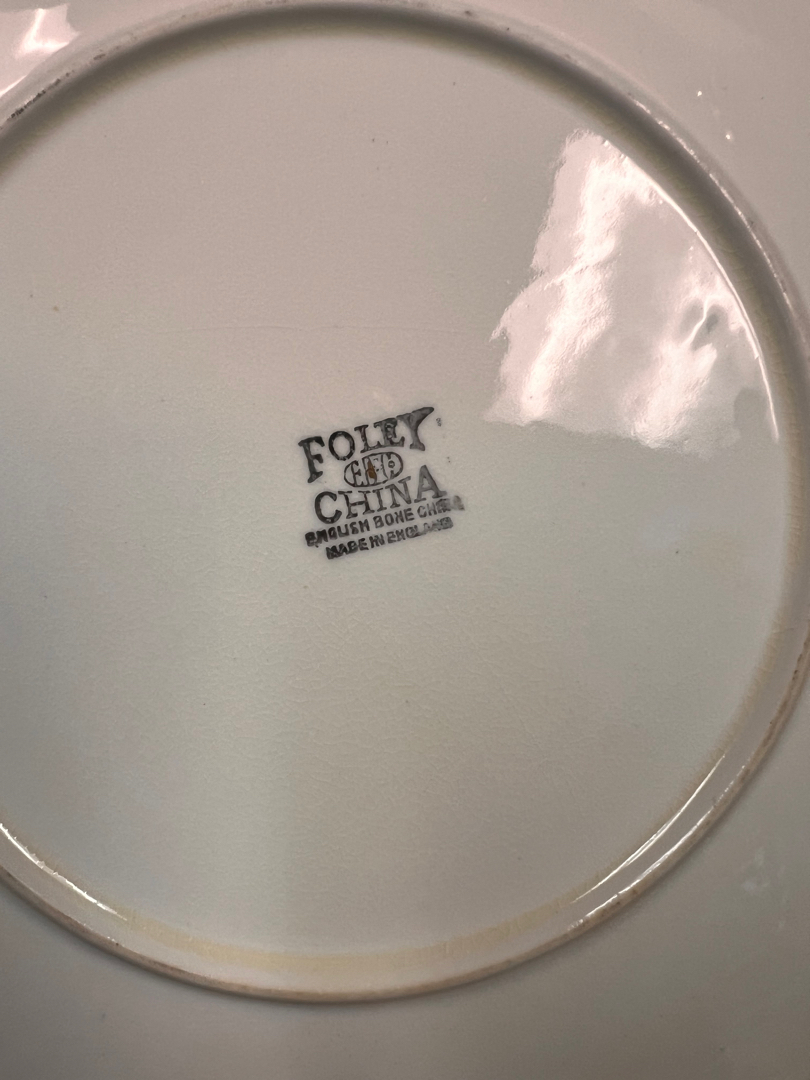 FOLEY
E.B.&Co
CHINA
ENGLISH BONE CHINA
MADE IN ENGLAND